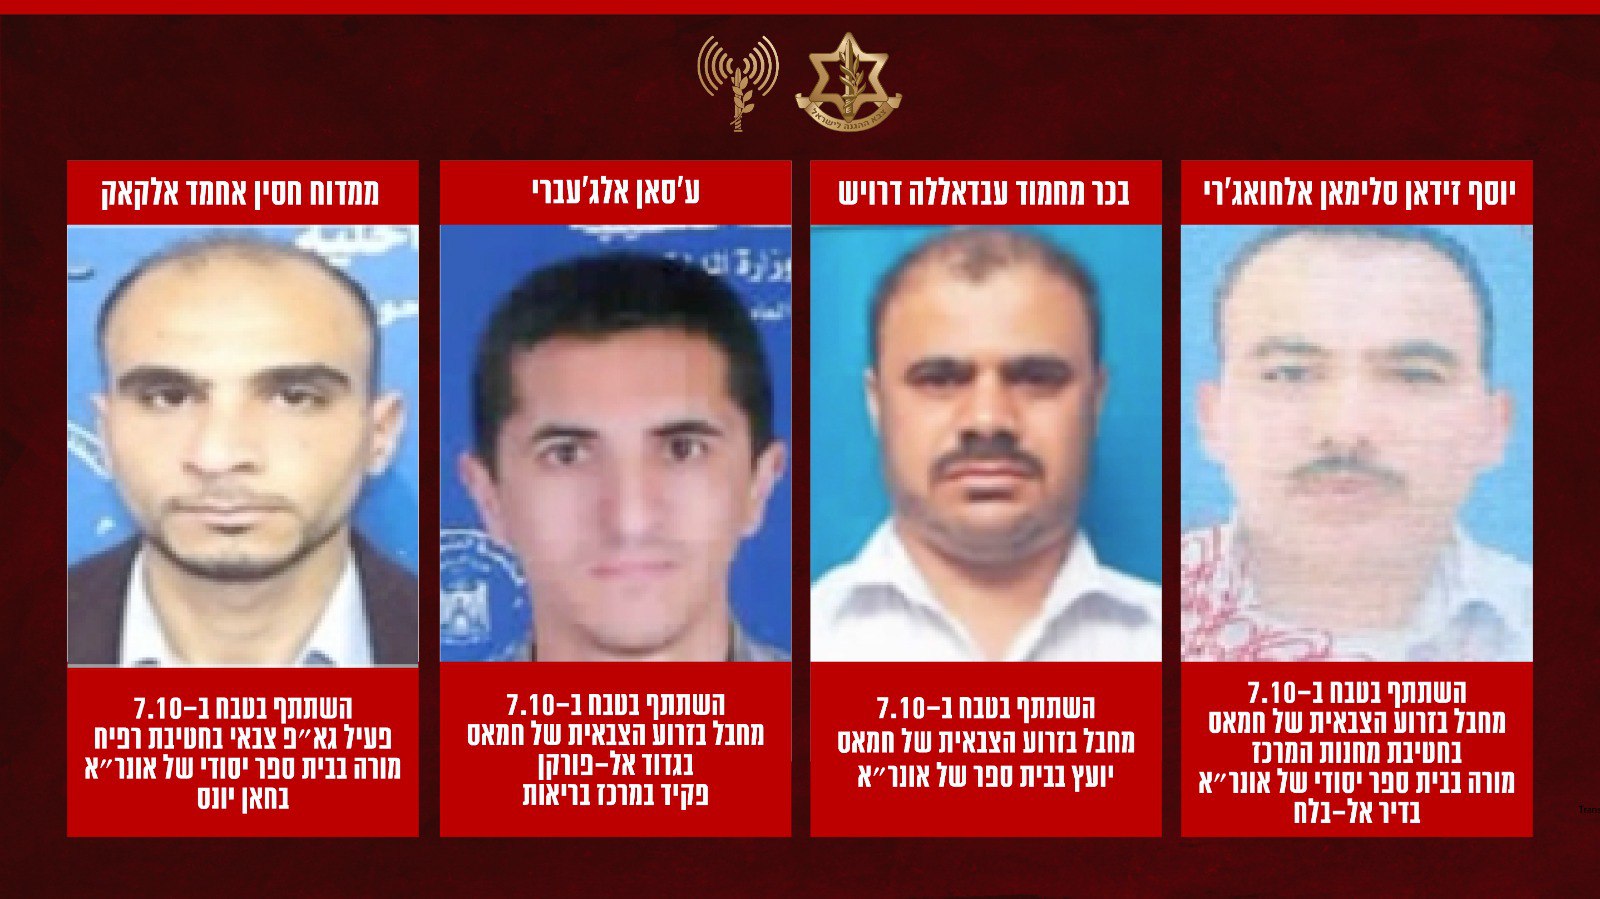 צבא ההגנה לישראל
יוסף זידאן סלימאן אלחואג'רי
השתתף בטבח ב-7.10
מחבל בזרוע הצבאית של חמאס
בחטיבת מחנות המרכז
מורה בבית ספר יסודי של אונר״א
בדיר אל-בלח
בכר מחמוד עבדאללה דרויש
השתתף בטבח ב-7.10
מחבל בזרוע הצבאית של חמאס
יועץ בבית ספר של אונר״א
ע'סאן אלג'עברי
וزارة
השתתף בטבח ב-7.10
מחבל בזרוע הצבאית של חמאס
בגדוד אל-פורקן
פקיד במרכז בריאות
ממדוח חסין אחמד אלקאק
השתתף בטבח ב-7.10
פעיל גא״פ צבאי בחטיבת רפיח
מורה בבית ספר יסודי של אונר״א
בחאן יונס